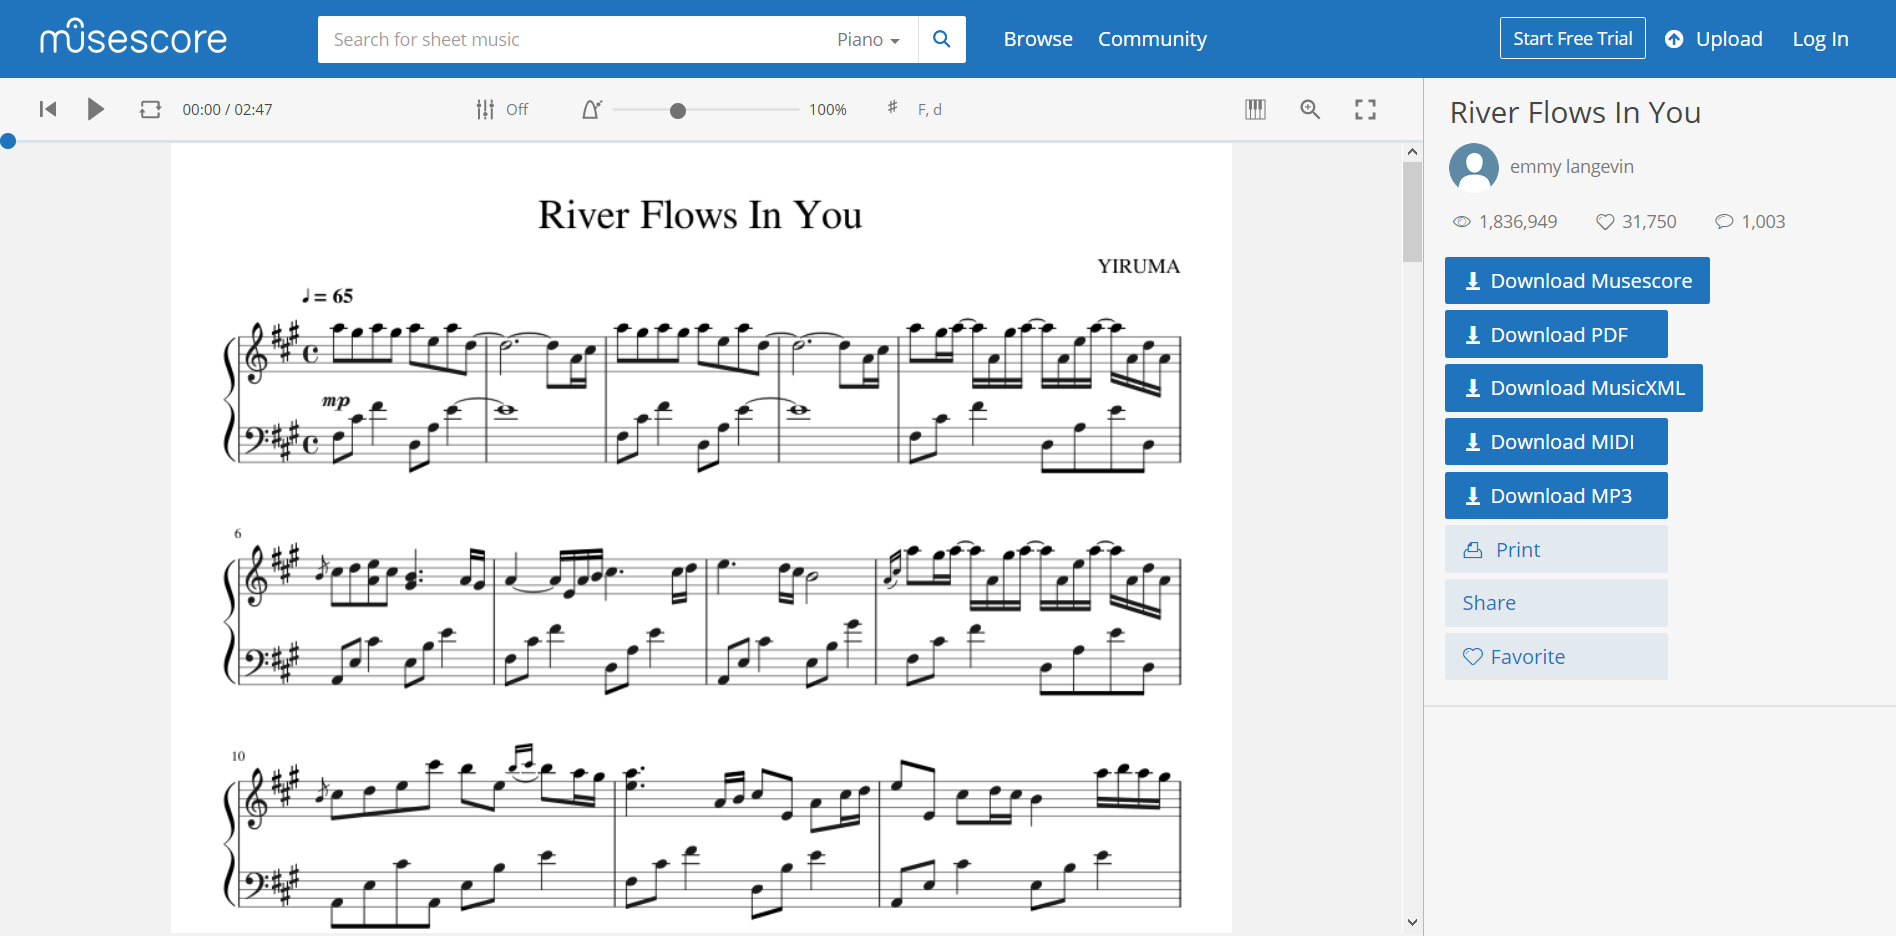 musescore
Search for sheet music
Piano
Browse
Community
Start Free Trial
Upload
Log In
00:00 / 02:47
Off
100%
F, d
River Flows In You
YIRUMA
= 65
mp
6
10
River Flows In You
emmy langevin
1,836,949
31,750
1,003
Download Musescore
Download PDF
Download MusicXML
Download MIDI
Download MP3
Print
Share
Favorite